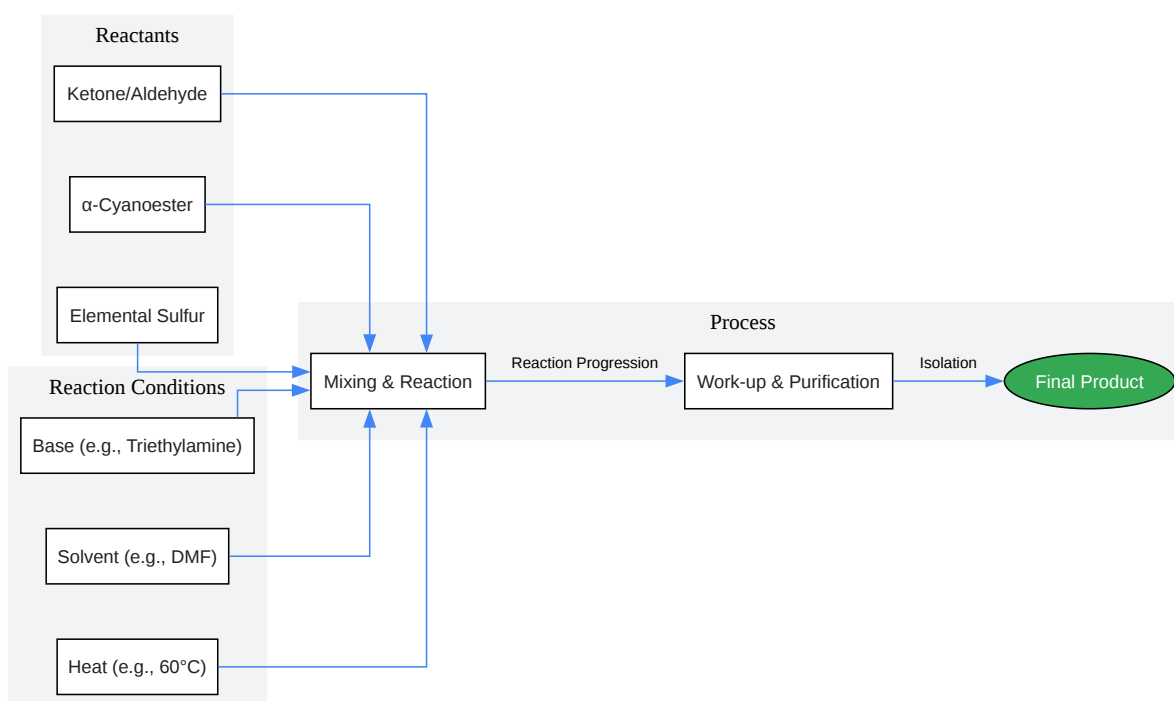 Reactants
Ketone/Aldehyde
α-Cyanoester
Elemental Sulfur
Reaction Conditions
Base (e.g., Triethylamine)
Solvent (e.g., DMF)
Heat (e.g., 60°C)
Process
Mixing & Reaction
Reaction Progression
Work-up & Purification
Isolation
Final Product